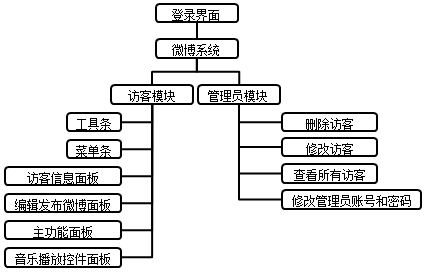 登录界面
微博系统
访客模块
管理员模块
工具条
菜单条
访客信息面板
编辑发布微博面板
主功能面板
音乐播放控件面板
删除访客
修改访客
查看所有访客
修改管理员账号和密码